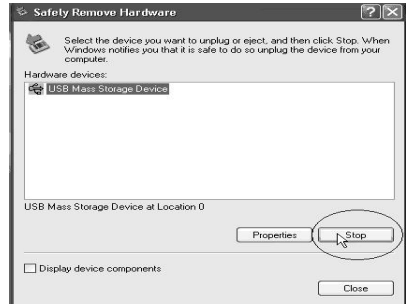 Safely Remove Hardware
Select the device you want to unplug or eject, and then click Stop. When
Windows notifies you that it is safe to do so unplug the device from your
computer.
Hardware devices:
USB Mass Storage Device
USB Mass Storage Device at Location 0
Properties
Stop
Display device components
Close